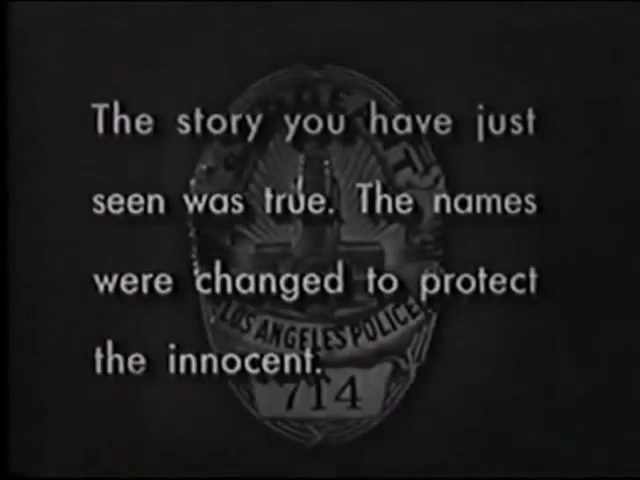 The story you have just
seen was true. The names
were changed to protect
the innocent.
LOS ANGELES POLICE
714